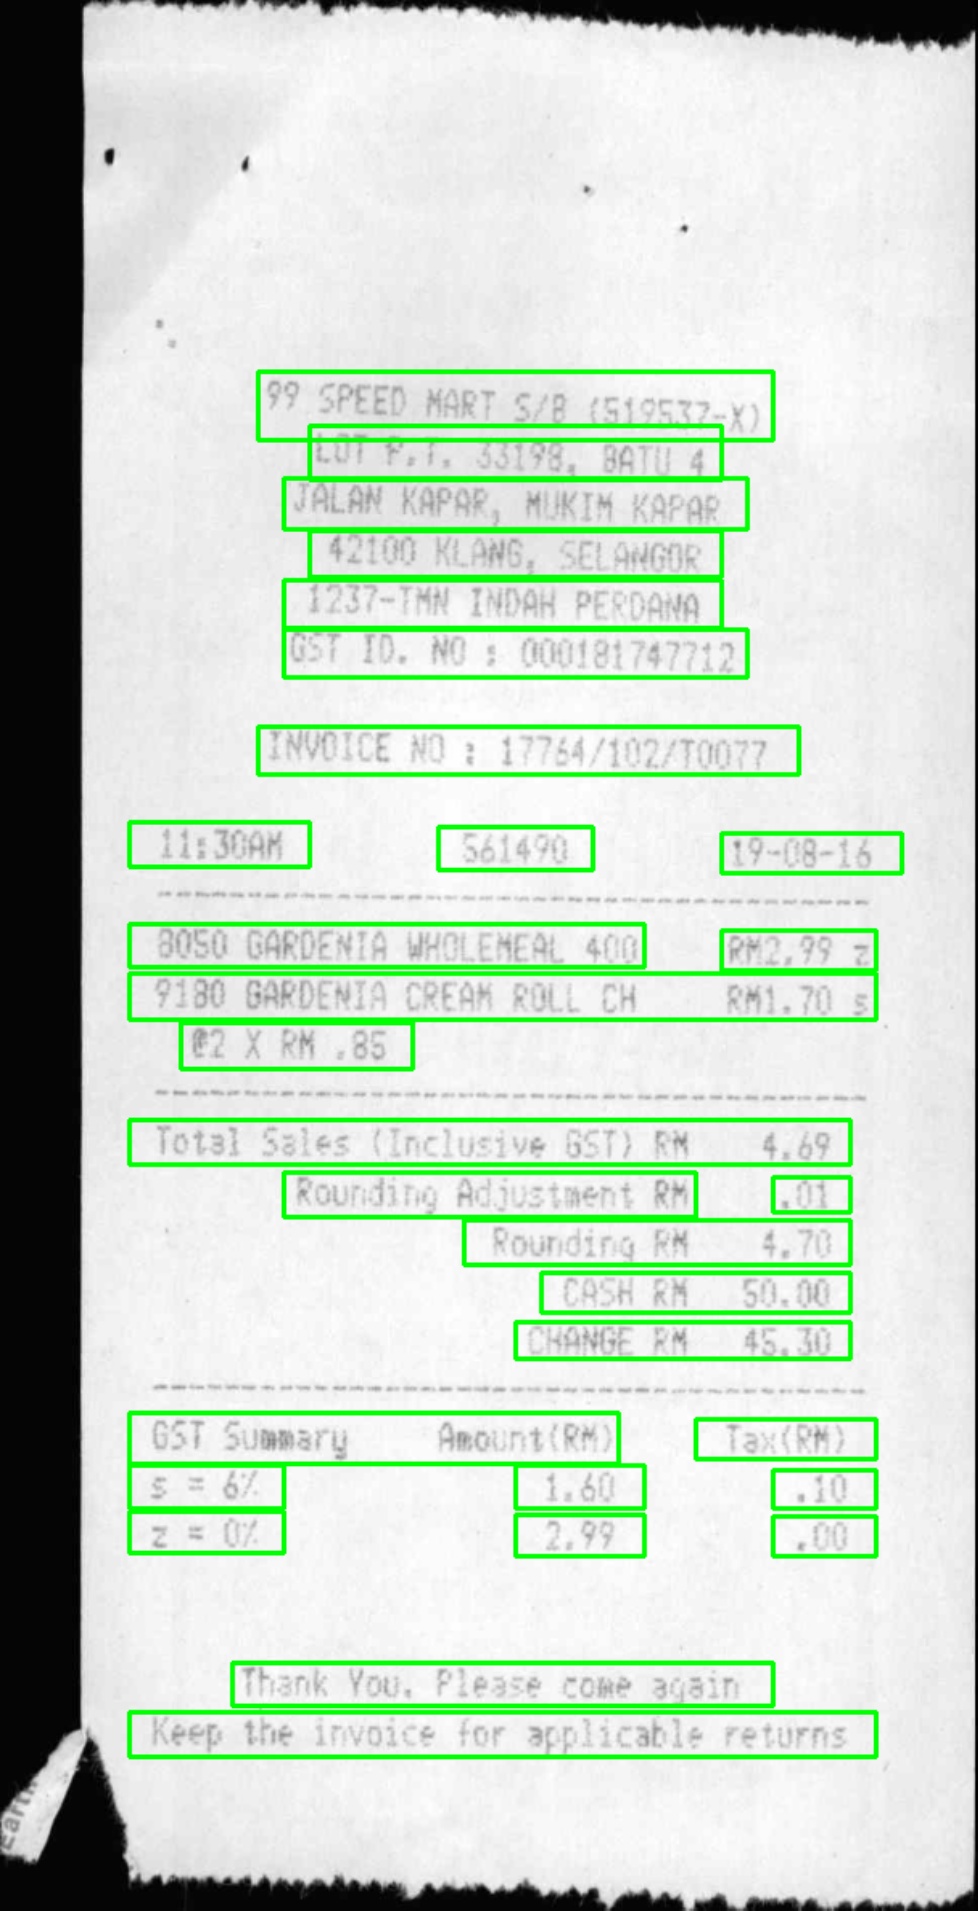 99 SPEED MART S/B (519537-X)
LOT P.T. 33198, BATU 4
JALAN KAPAR, MUKIM KAPAR
42100 KLANG, SELANGOR
1237-TMN INDAH PERDANA
GST ID. NO : 000181747712
INVOICE NO : 17764/102/T0077
11:30AM 561490 19-08-16
8050 GARDENIA WHOLEMEAL 400 RM2.99 z
9180 GARDENIA CREAM ROLL CH RM1.70 s
@2 X RM .85
Total Sales (Inclusive GST) RM 4.69
Rounding Adjustment RM .01
Rounding RM 4.70
CASH RM 50.00
CHANGE RM 45.30
GST Summary Amount(RM) Tax(RM)
s = 6% 1.60 .10
z = 0% 2.99 .00
Thank You. Please come again
Keep the invoice for applicable returns